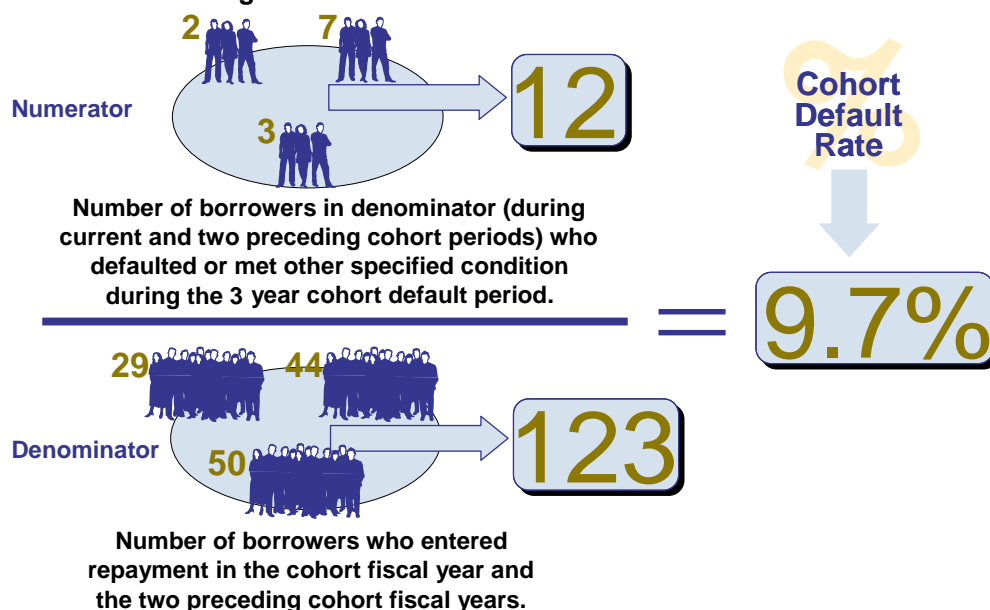 2
7
Numerator
3
12
Number of borrowers in denominator (during
current and two preceding cohort periods) who
defaulted or met other specified condition
during the 3 year cohort default period.
%
Cohort
Default
Rate
=
9.7%
29
44
Denominator
50
123
Number of borrowers who entered
repayment in the cohort fiscal year and
the two preceding cohort fiscal years.